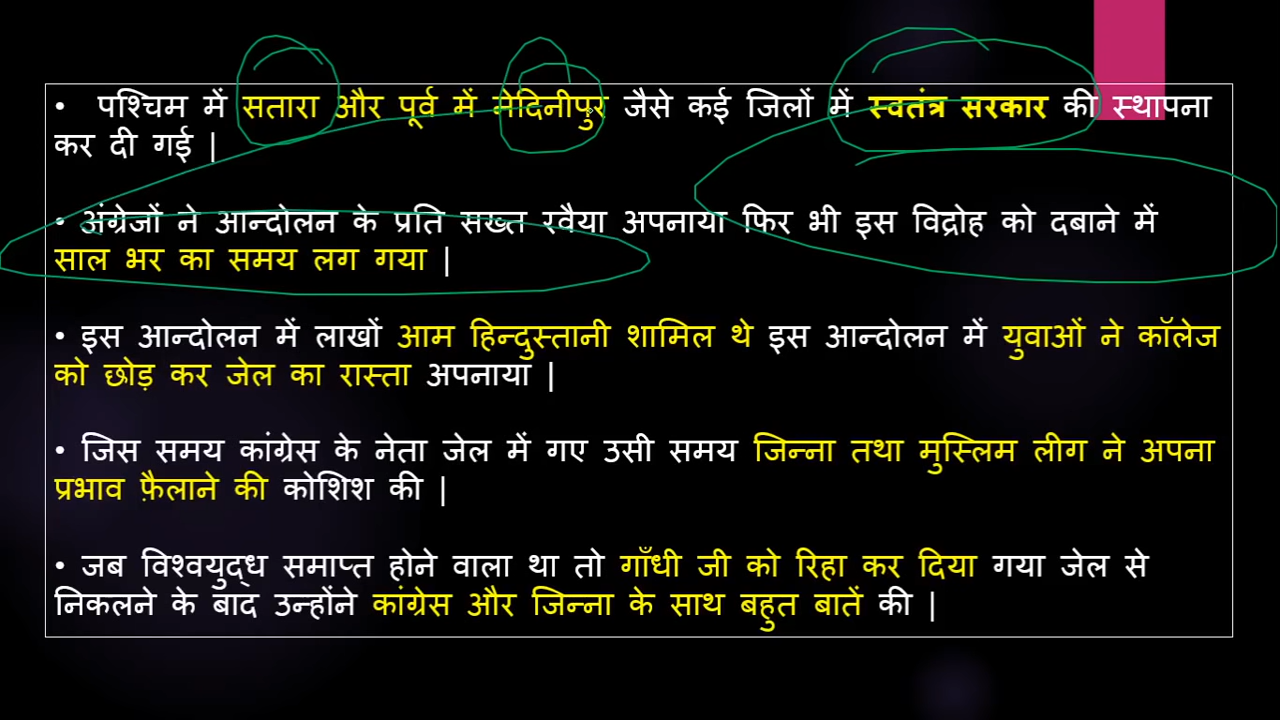 • पश्चिम में सतारा और पूर्व में मेदिनीपुर जैसे कई जिलों में स्वतंत्र सरकार की स्थापना
कर दी गई |
• अंग्रेजों ने आन्दोलन के प्रति सख्त रवैया अपनाया फिर भी इस विद्रोह को दबाने में
साल भर का समय लग गया |
• इस आन्दोलन में लाखों आम हिन्दुस्तानी शामिल थे इस आन्दोलन में युवाओं ने कॉलेज
को छोड़ कर जेल का रास्ता अपनाया |
• जिस समय कांग्रेस के नेता जेल में गए उसी समय जिन्ना तथा मुस्लिम लीग ने अपना
प्रभाव फ़ैलाने की कोशिश की |
• जब विश्वयुद्ध समाप्त होने वाला था तो गाँधी जी को रिहा कर दिया गया जेल से
निकलने के बाद उन्होंने कांग्रेस और जिन्ना के साथ बहुत बातें की |